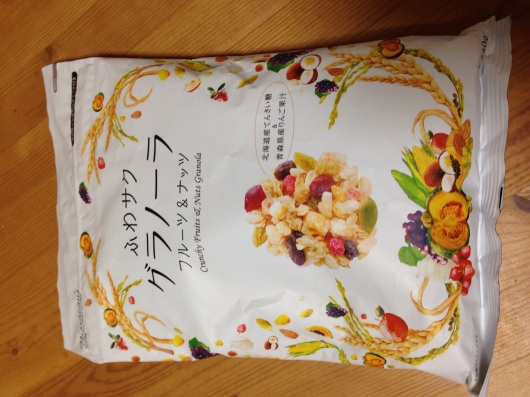 ふわサク
グラノーラ
フルーツ&ナッツ
Crunchy Fruits & Nuts Granola
北海道産てんさい糖
&
青森県産りんご果汁